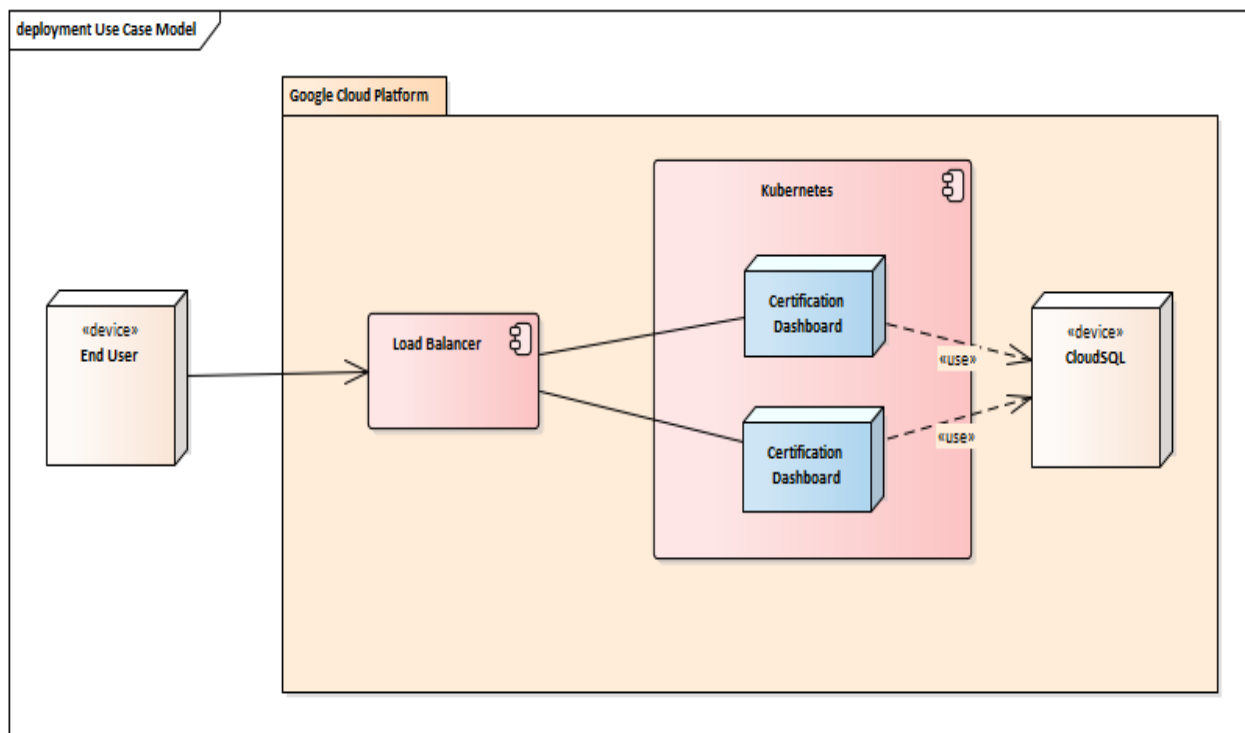 deployment Use Case Model
Google Cloud Platform
Kubernetes
Certification
Dashboard
«device»
End User
Load Balancer
«device»
CloudSQL
«use»
Certification
Dashboard
«use»